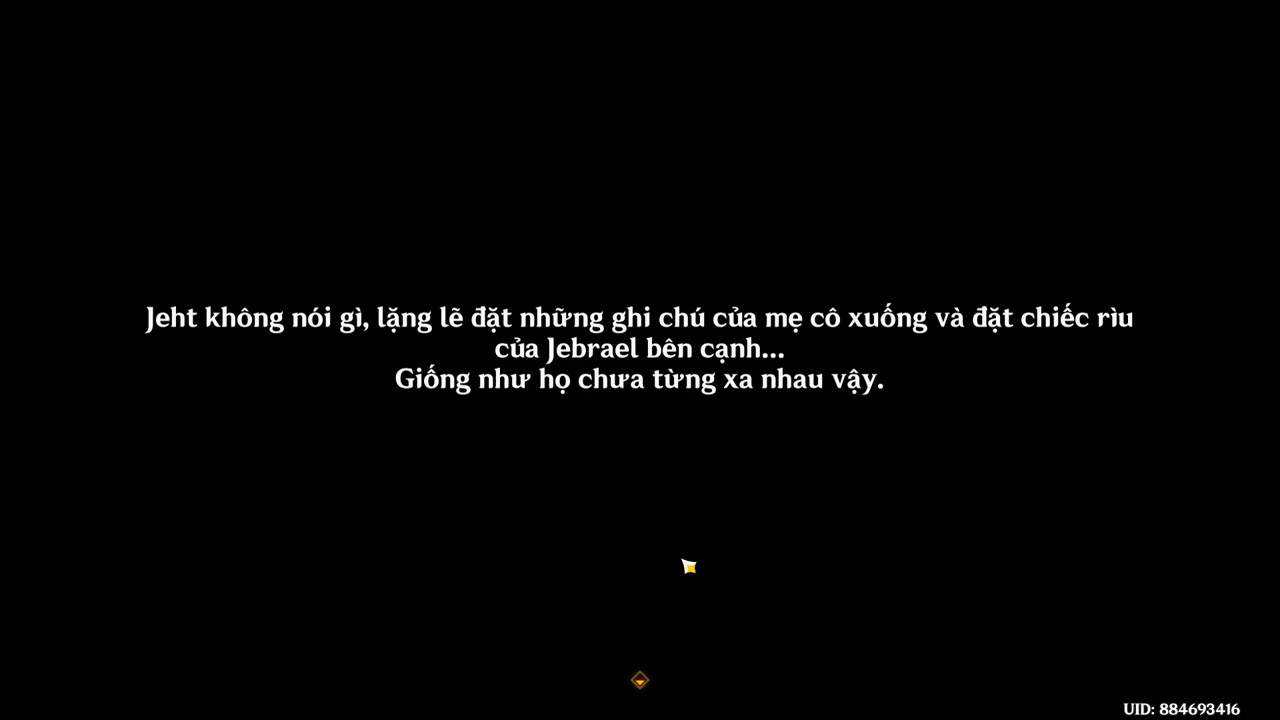 Jeht không nói gì, lặng lẽ đặt những ghi chú của mẹ cô xuống và đặt chiếc rìu
của Jebrael bên cạnh...
Giống như họ chưa từng xa nhau vậy.
UID: 884693416